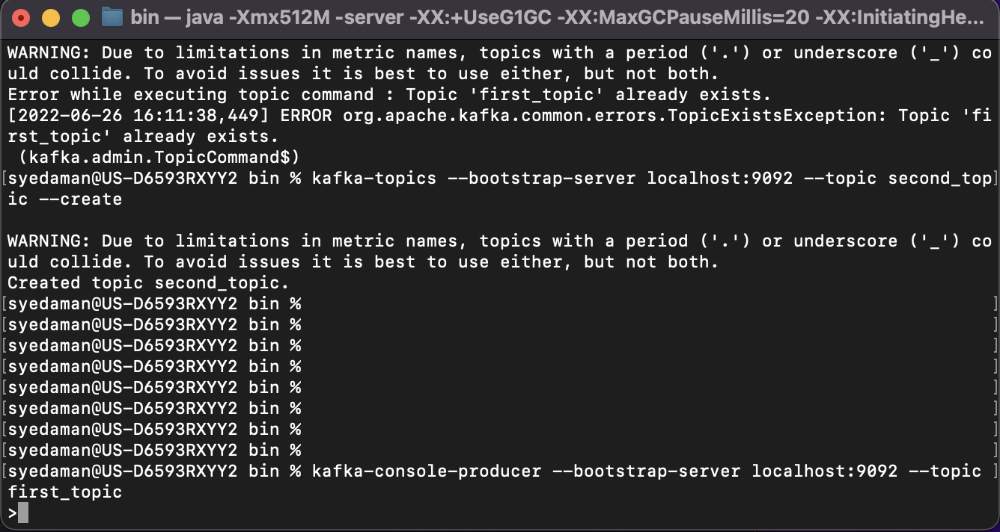 bin — java -Xmx512M -server -XX:+UseG1GC -XX:MaxGCPauseMillis=20 -XX:InitiatingHe...
WARNING: Due to limitations in metric names, topics with a period ('.') or underscore ('_') co
uld collide. To avoid issues it is best to use either, but not both.
Error while executing topic command : Topic 'first_topic' already exists.
[2022-06-26 16:11:38,449] ERROR org.apache.kafka.common.errors.TopicExistsException: Topic 'fi
rst_topic' already exists.
 (kafka.admin.TopicCommand$)
[syedaman@US-D6593RXYY2 bin % kafka-topics --bootstrap-server localhost:9092 --topic second_top]
ic --create
WARNING: Due to limitations in metric names, topics with a period ('.') or underscore ('_') co
uld collide. To avoid issues it is best to use either, but not both.
Created topic second_topic.
[syedaman@US-D6593RXYY2 bin % ]
[syedaman@US-D6593RXYY2 bin % ]
[syedaman@US-D6593RXYY2 bin % ]
[syedaman@US-D6593RXYY2 bin % ]
[syedaman@US-D6593RXYY2 bin % ]
[syedaman@US-D6593RXYY2 bin % ]
[syedaman@US-D6593RXYY2 bin % ]
[syedaman@US-D6593RXYY2 bin % ]
[syedaman@US-D6593RXYY2 bin % kafka-console-producer --bootstrap-server localhost:9092 --topic ]
first_topic
>